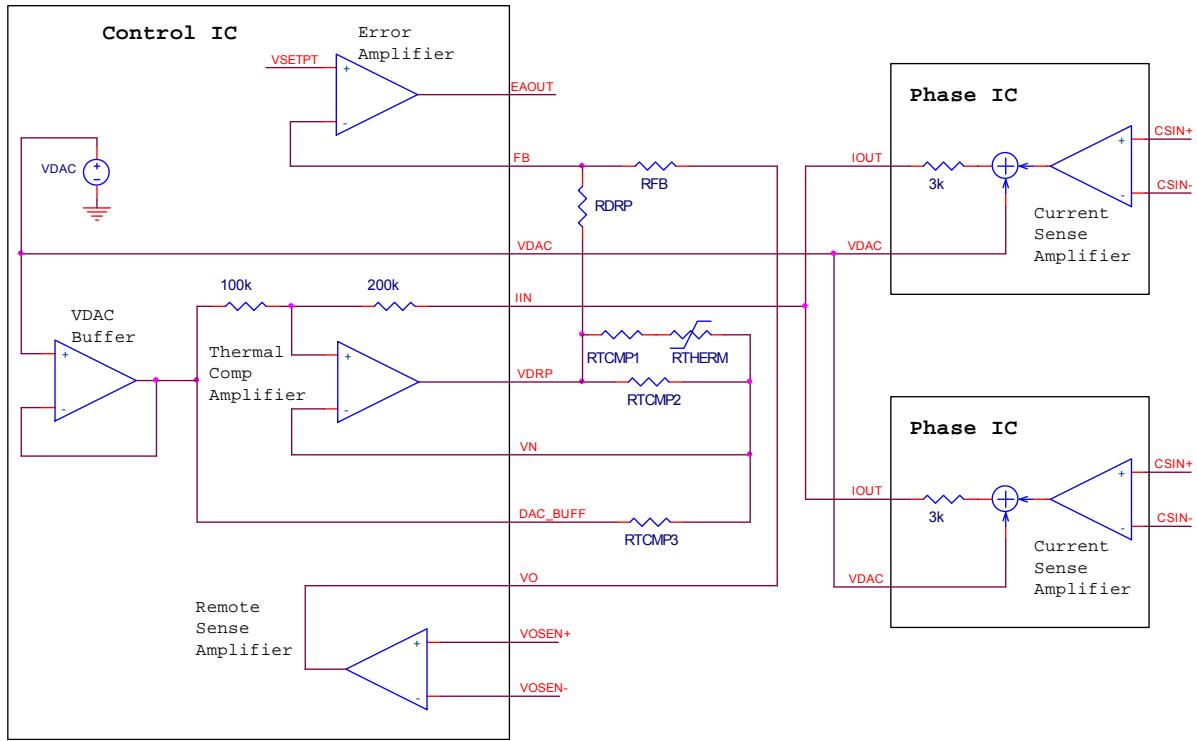 Control IC
Error
Amplifier
VSETPT
+
-
EAOUT
Phase IC
CSIN+
IOUT
+
-
3k
CSIN-
Current
Sense
Amplifier
VDAC
VDAC
+
-
FB
RFB
RDRP
VDAC
100k
200k
IIN
VDAC
Buffer
+
-
Thermal
Comp
Amplifier
+
-
VDRP
RTCMP1
RTHERM
RTCMP2
VN
DAC_BUFF
RTCMP3
Phase IC
CSIN+
IOUT
+
-
3k
CSIN-
Current
Sense
Amplifier
VDAC
VO
Remote
Sense
Amplifier
+
-
VOSEN+
VOSEN-